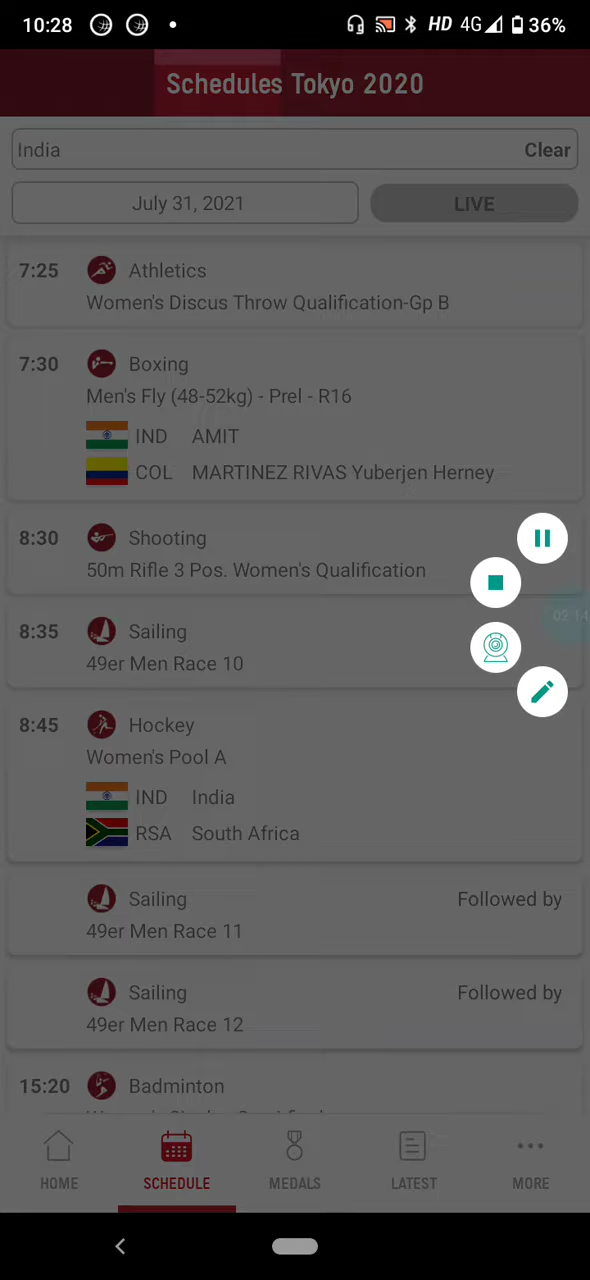 10:28 HD 4G 36%
Schedules Tokyo 2020
India Clear
July 31, 2021 LIVE
7:25 Athletics
Women's Discus Throw Qualification-Gp B
7:30 Boxing
Men's Fly (48-52kg) - Prel - R16
IND AMIT
COL MARTINEZ RIVAS Yuberjen Herney
8:30 Shooting
50m Rifle 3 Pos. Women's Qualification
02:14
8:35 Sailing
49er Men Race 10
8:45 Hockey
Women's Pool A
IND India
RSA South Africa
Sailing Followed by
49er Men Race 11
Sailing Followed by
49er Men Race 12
15:20 Badminton
HOME SCHEDULE MEDALS LATEST MORE